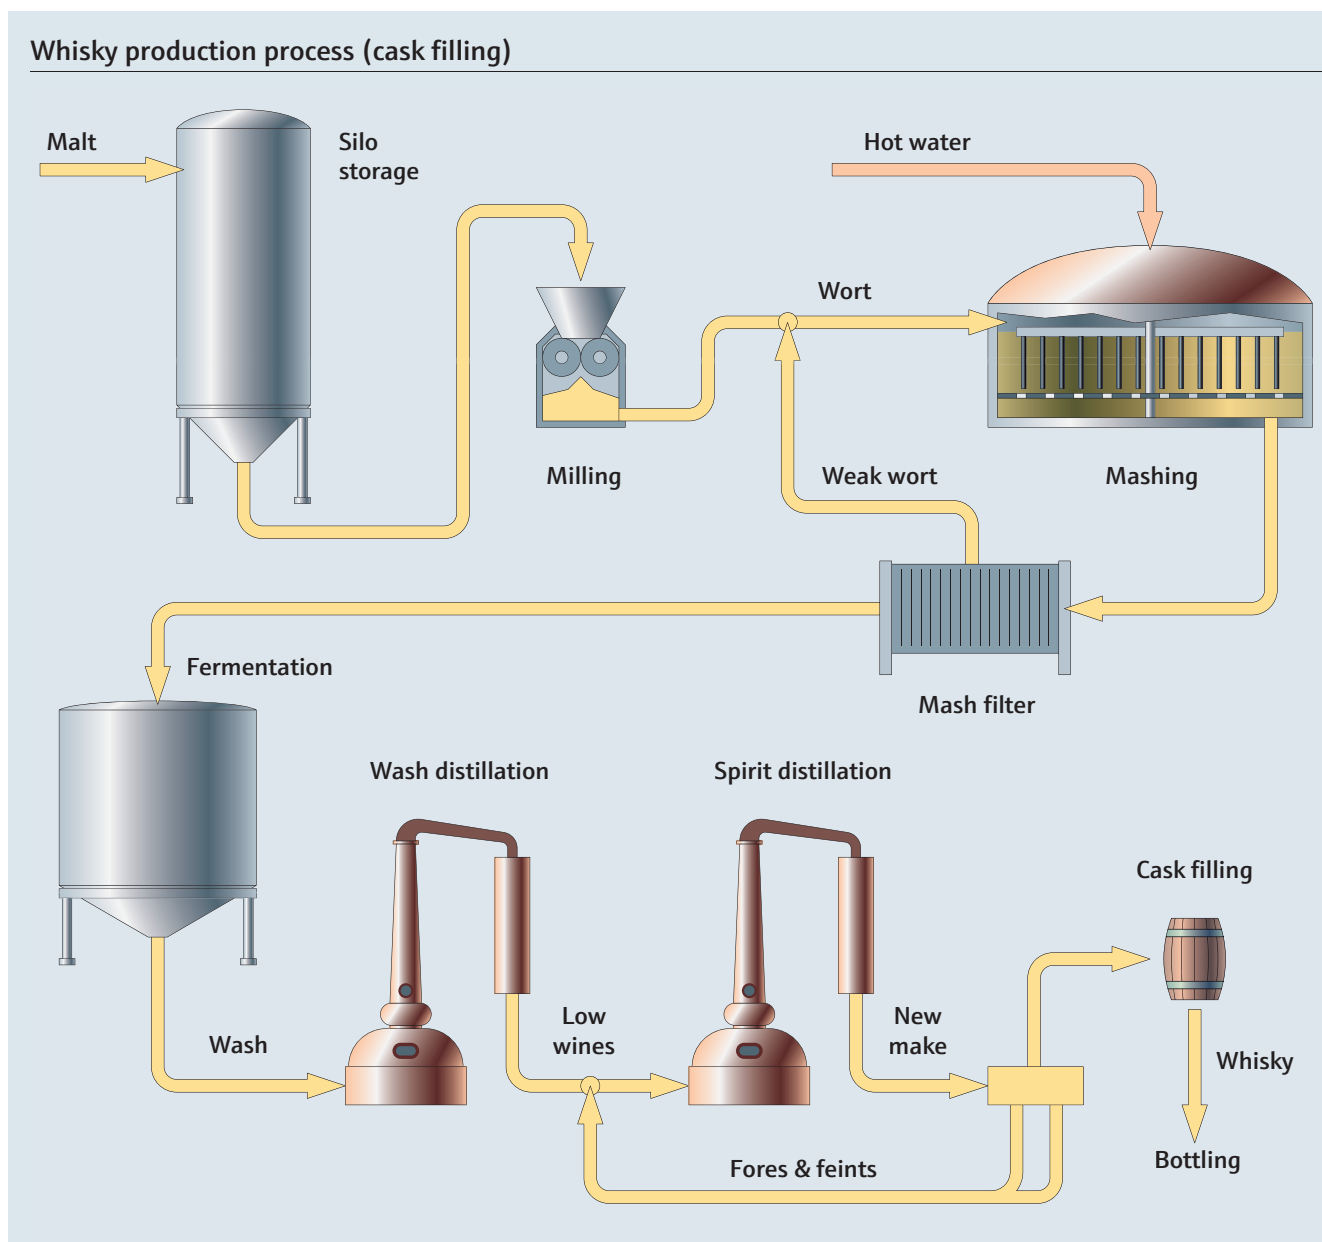 Whisky production process (cask filling)
Malt
Silo
storage
Hot water
Wort
Milling
Weak wort
Mashing
Fermentation
Mash filter
Wash distillation
Spirit distillation
Cask filling
Wash
Low
wines
New
make
Whisky
Fores & feints
Bottling